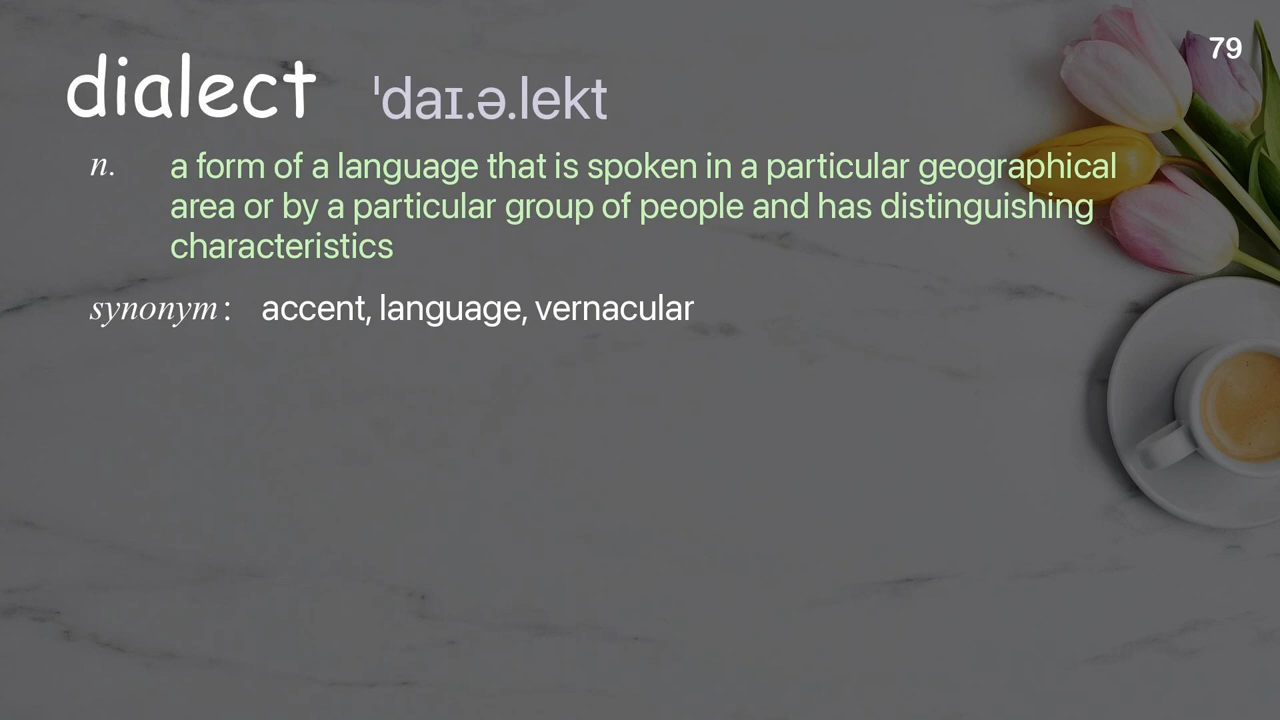 79
dialect ˈdaɪ.ə.lekt
n. a form of a language that is spoken in a particular geographical
area or by a particular group of people and has distinguishing
characteristics
synonym: accent, language, vernacular